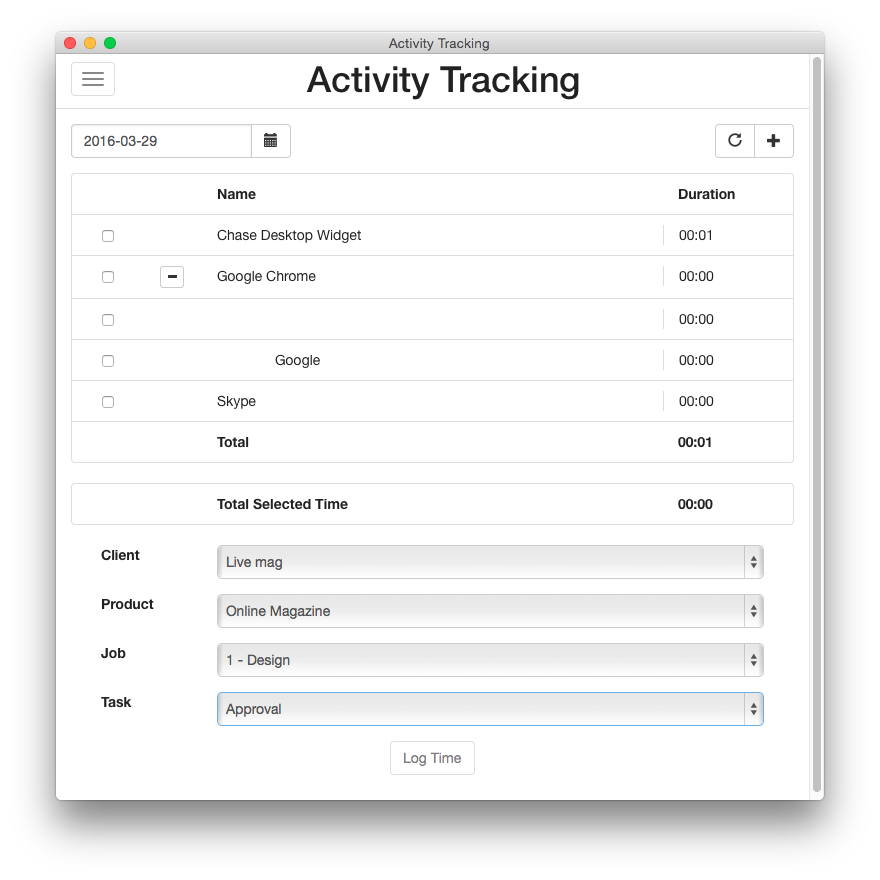 Activity Tracking
Activity Tracking
2016-03-29
Name Duration
Chase Desktop Widget 00:01
Google Chrome 00:00
00:00
Google 00:00
Skype 00:00
Total 00:01
Total Selected Time 00:00
Client Live mag
Product Online Magazine
Job 1 - Design
Task Approval
Log Time